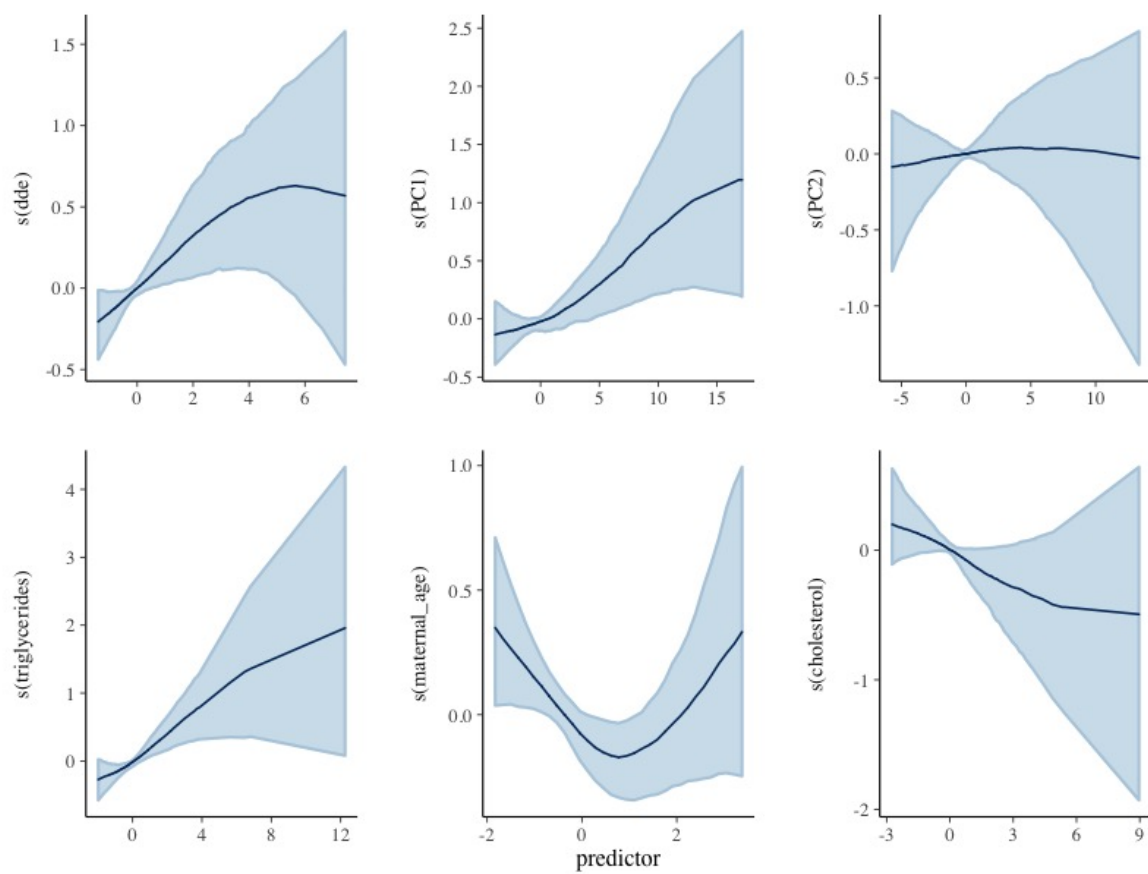 s(dde)
1.5
1.0
0.5
0.0
-0.5
0 2 4 6
s(PC1)
2.5
2.0
1.5
1.0
0.5
0.0
-0.5
0 5 10 15
s(PC2)
0.5
0.0
-0.5
-1.0
-5 0 5 10
s(triglycerides)
4
3
2
1
0
0 4 8 12
s(maternal_age)
1.0
0.5
0.0
-2 0 2
s(cholesterol)
0
-1
-2
-3 0 3 6 9
predictor